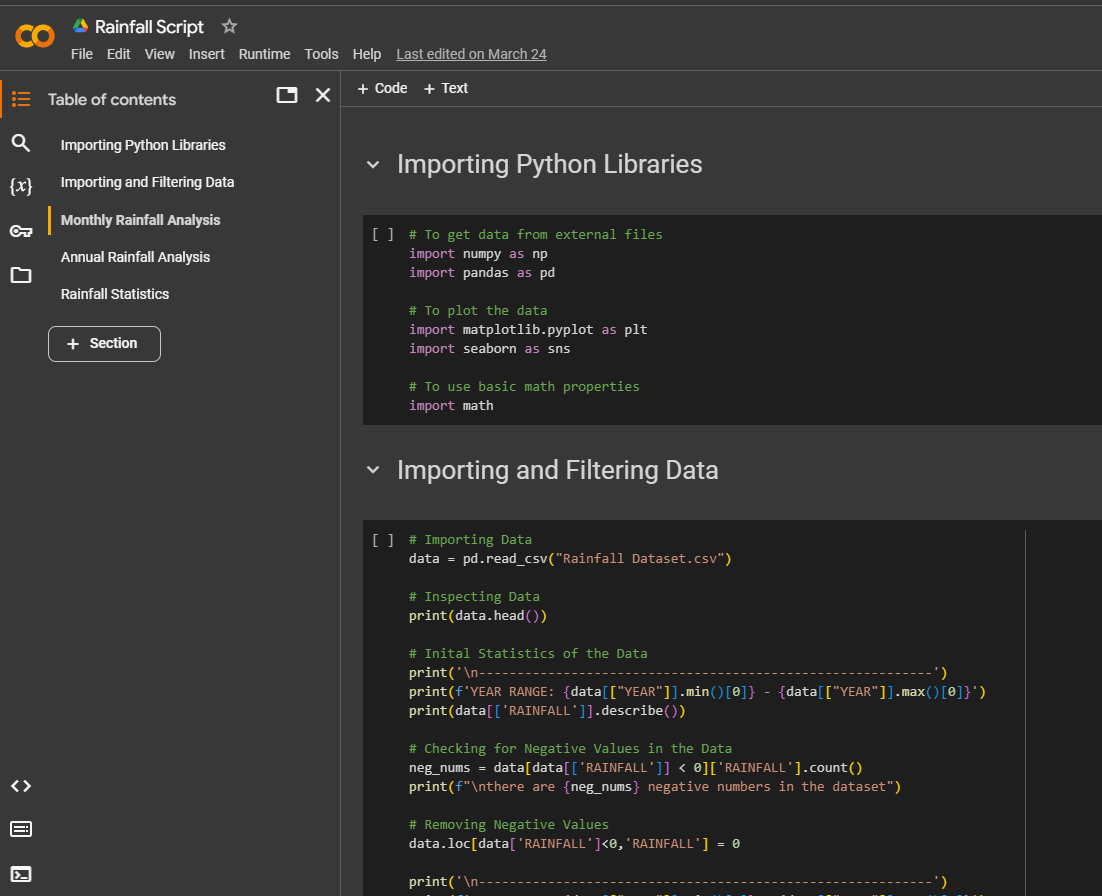 Rainfall Script
File Edit View Insert Runtime Tools Help Last edited on March 24
Table of contents
Importing Python Libraries
Importing and Filtering Data
Monthly Rainfall Analysis
Annual Rainfall Analysis
Rainfall Statistics
+ Section
{x}
+ Code + Text
Importing Python Libraries
[ ] # To get data from external files
import numpy as np
import pandas as pd
# To plot the data
import matplotlib.pyplot as plt
import seaborn as sns
# To use basic math properties
import math
Importing and Filtering Data
[ ] # Importing Data
data = pd.read_csv("Rainfall Dataset.csv")
# Inspecting Data
print(data.head())
# Inital Statistics of the Data
print('\n-----------------------------------------------------------')
print(f'YEAR RANGE: {data[["YEAR"]].min()[0]} - {data[["YEAR"]].max()[0]}')
print(data[['RAINFALL']].describe())
# Checking for Negative Values in the Data
neg_nums = data[data[['RAINFALL']] < 0]['RAINFALL'].count()
print(f"\nthere are {neg_nums} negative numbers in the dataset")
# Removing Negative Values
data.loc[data['RAINFALL']<0,'RAINFALL'] = 0
print('\n-----------------------------------------------------------')